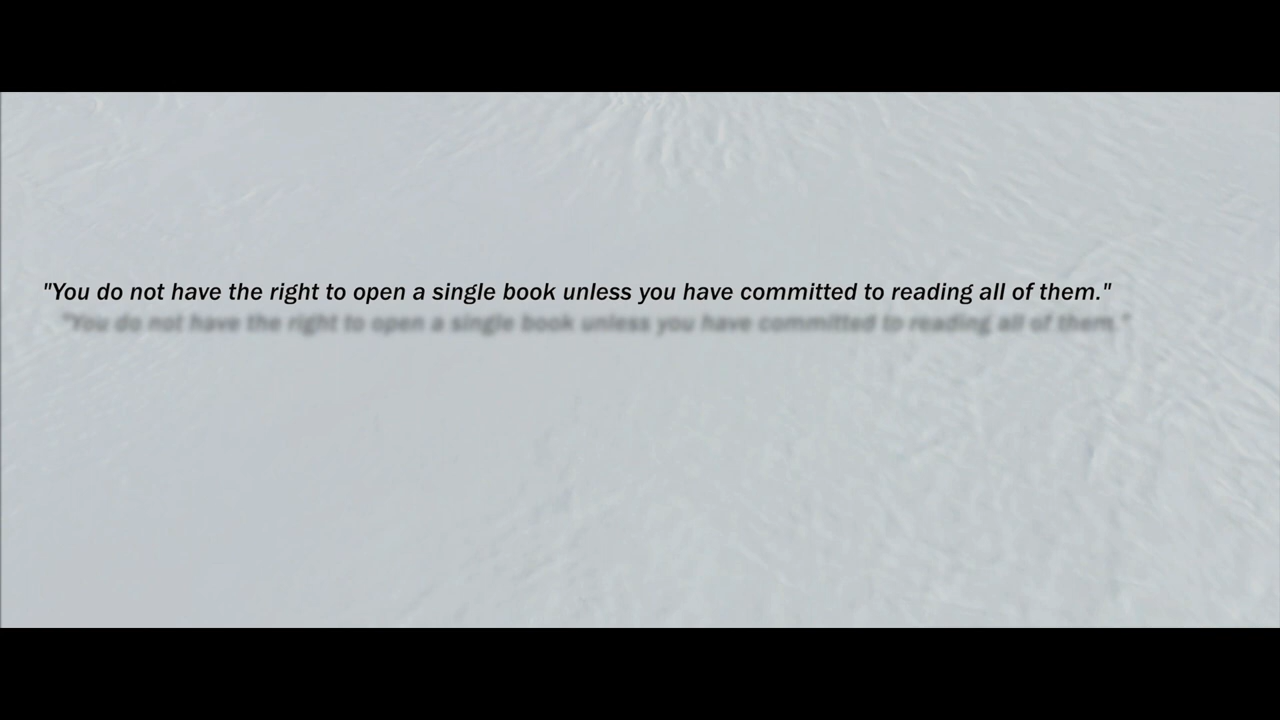 "You do not have the right to open a single book unless you have committed to reading all of them."